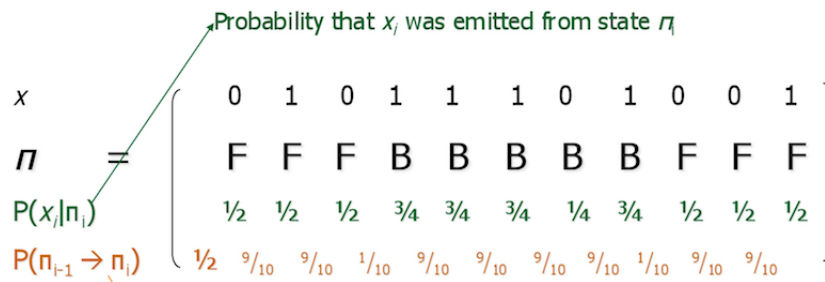 Probability that xᵢ was emitted from state πᵢ
x 0 1 0 1 1 1 0 1 0 0 1
π = F F F B B B B B F F F
P(xᵢ|πᵢ) ½ ½ ½ ¾ ¾ ¾ ¼ ¾ ½ ½ ½
P(πᵢ₋₁ → πᵢ) ½ 9/10 9/10 1/10 9/10 9/10 9/10 9/10 1/10 9/10 9/10